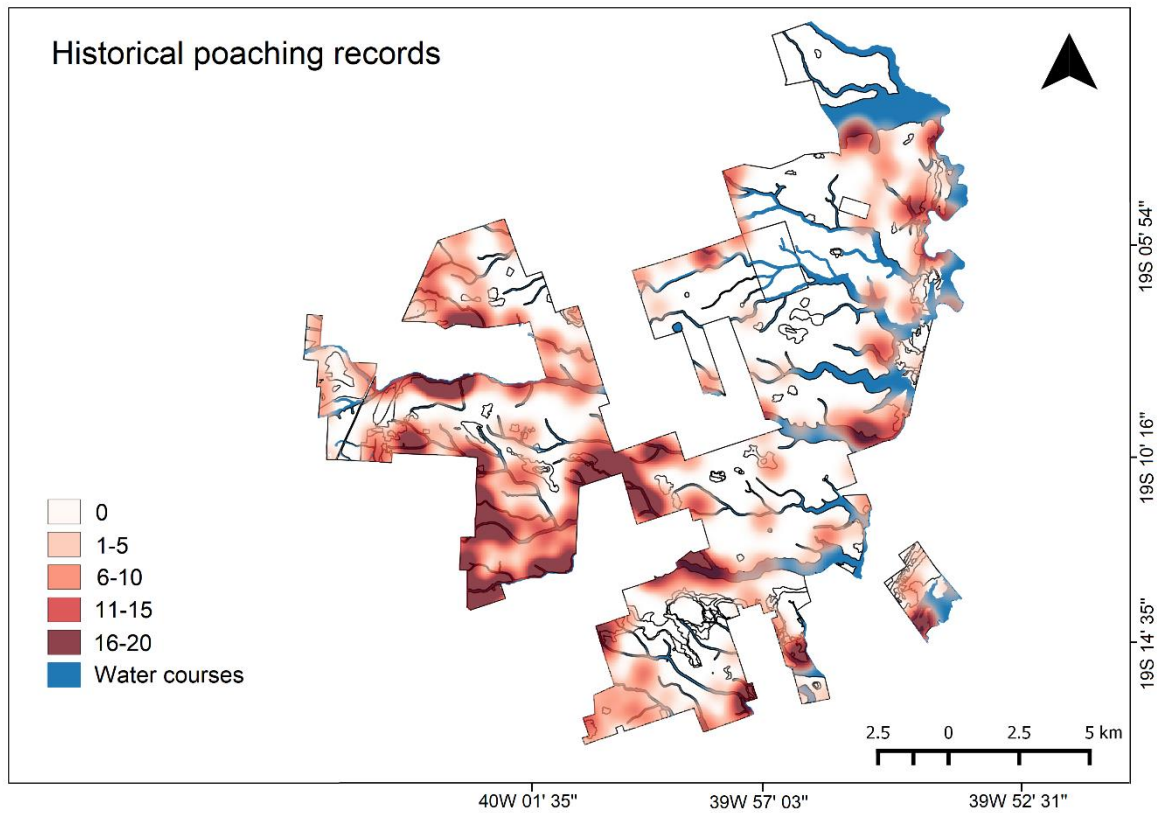 Historical poaching records
19S 05' 54"
19S 10' 16"
19S 14' 35"
0
1-5
6-10
11-15
16-20
Water courses
2.5 0 2.5 5 km
40W 01' 35" 39W 57' 03" 39W 52' 31"